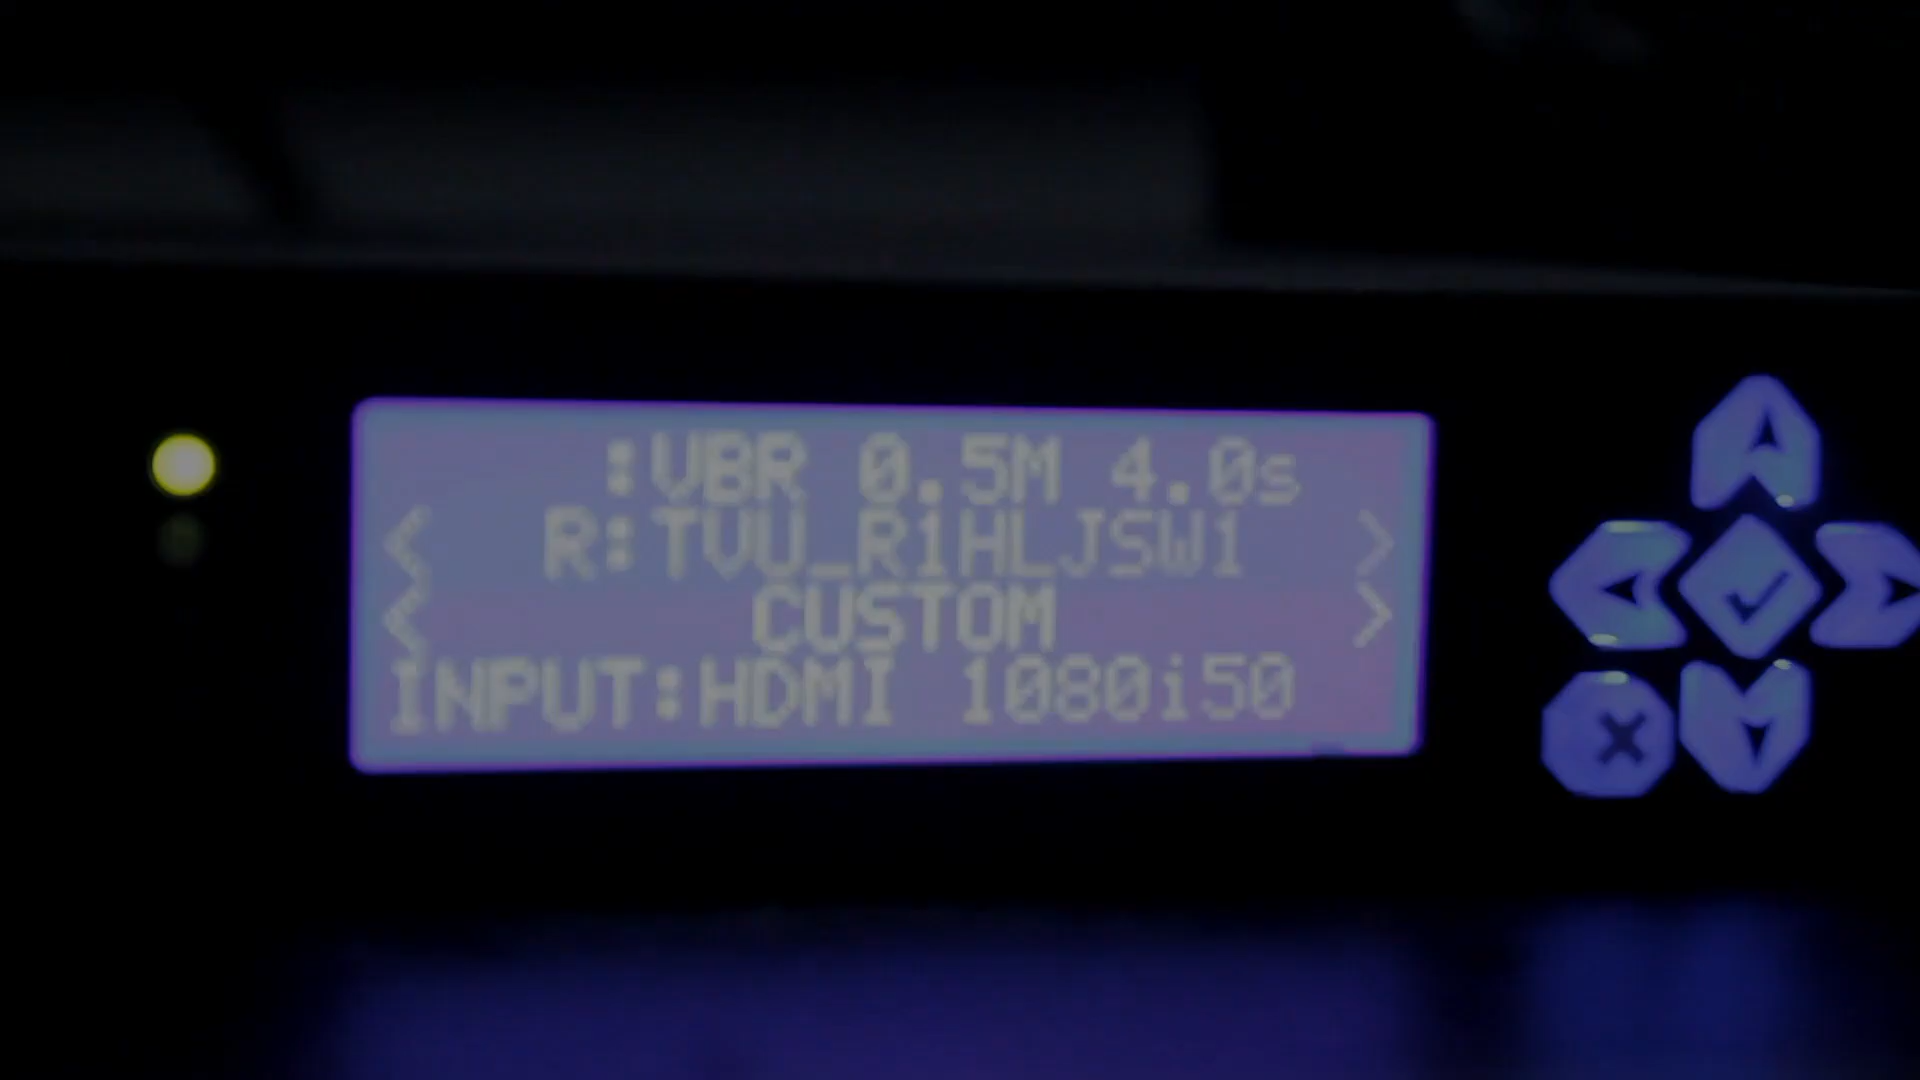 :VBR 0.5M 4.0s
< R:TVU_R1HLJSW1 >
< CUSTOM >
INPUT:HDMI 1080i50